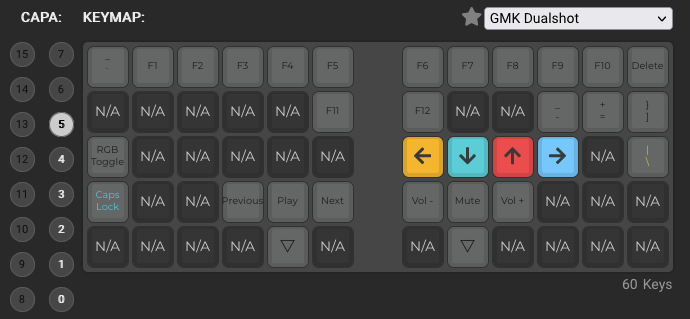 CAPA: KEYMAP: GMK Dualshot
15 7 F1 F2 F3 F4 F5 F6 F7 F8 F9 F10 Delete
14 6 N/A N/A N/A N/A N/A F11 F12 N/A N/A _ - + = } ]
13 5
12 4 RGB Toggle N/A N/A N/A N/A N/A ← ↓ ↑ → N/A | \
11 3 Caps Lock N/A N/A Previous Play Next Vol - Mute Vol + N/A N/A N/A
10 2
9 1 N/A N/A N/A N/A ▽ N/A N/A ▽ N/A N/A N/A N/A
8 0
60 Keys